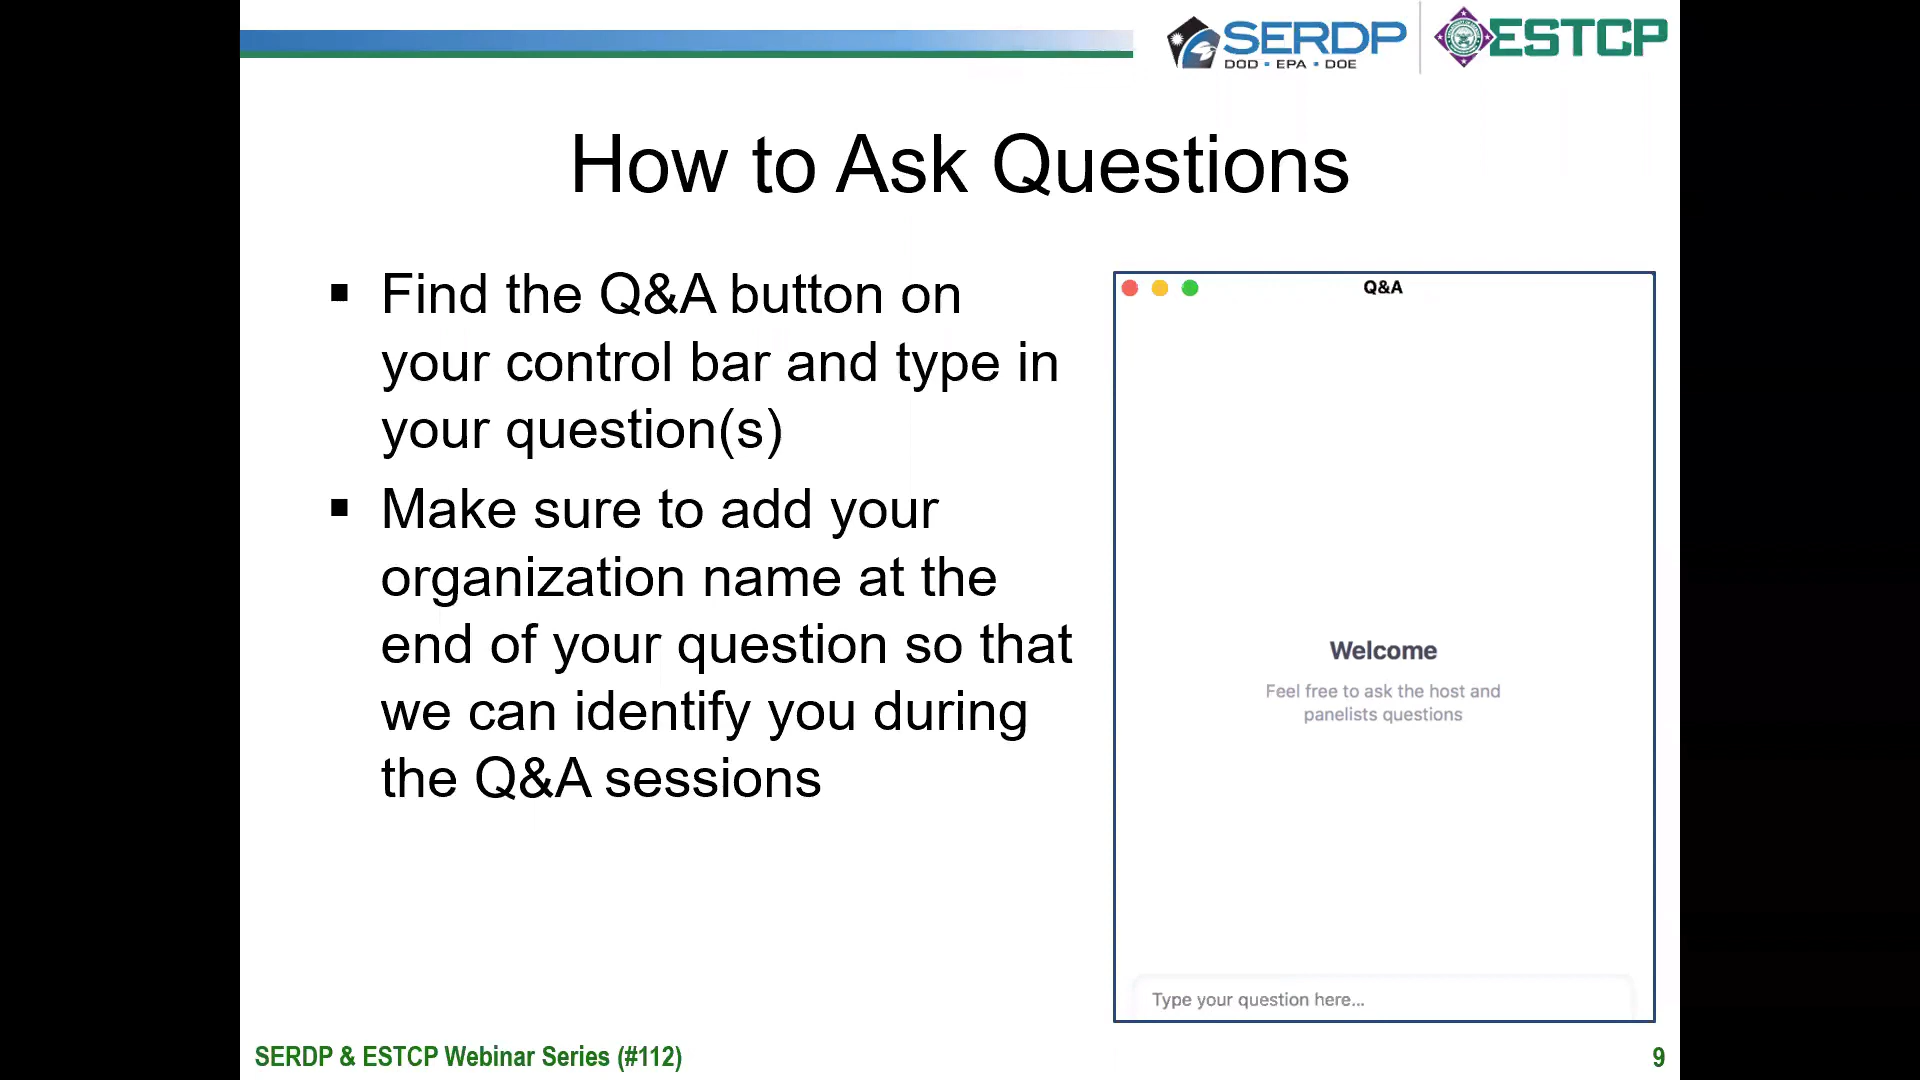 SERDP
DOD • EPA • DOE
ESTCP
How to Ask Questions
▪ Find the Q&A button on
your control bar and type in
your question(s)
▪ Make sure to add your
organization name at the
end of your question so that
we can identify you during
the Q&A sessions
Q&A
Welcome
Feel free to ask the host and
panelists questions
Type your question here...
SERDP & ESTCP Webinar Series (#112)
9